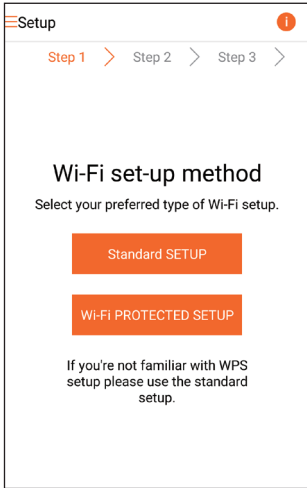 Setup
i
Step 1 Step 2 Step 3
Wi-Fi set-up method
Select your preferred type of Wi-Fi setup.
Standard SETUP
Wi-Fi PROTECTED SETUP
If you're not familiar with WPS
setup please use the standard
setup.